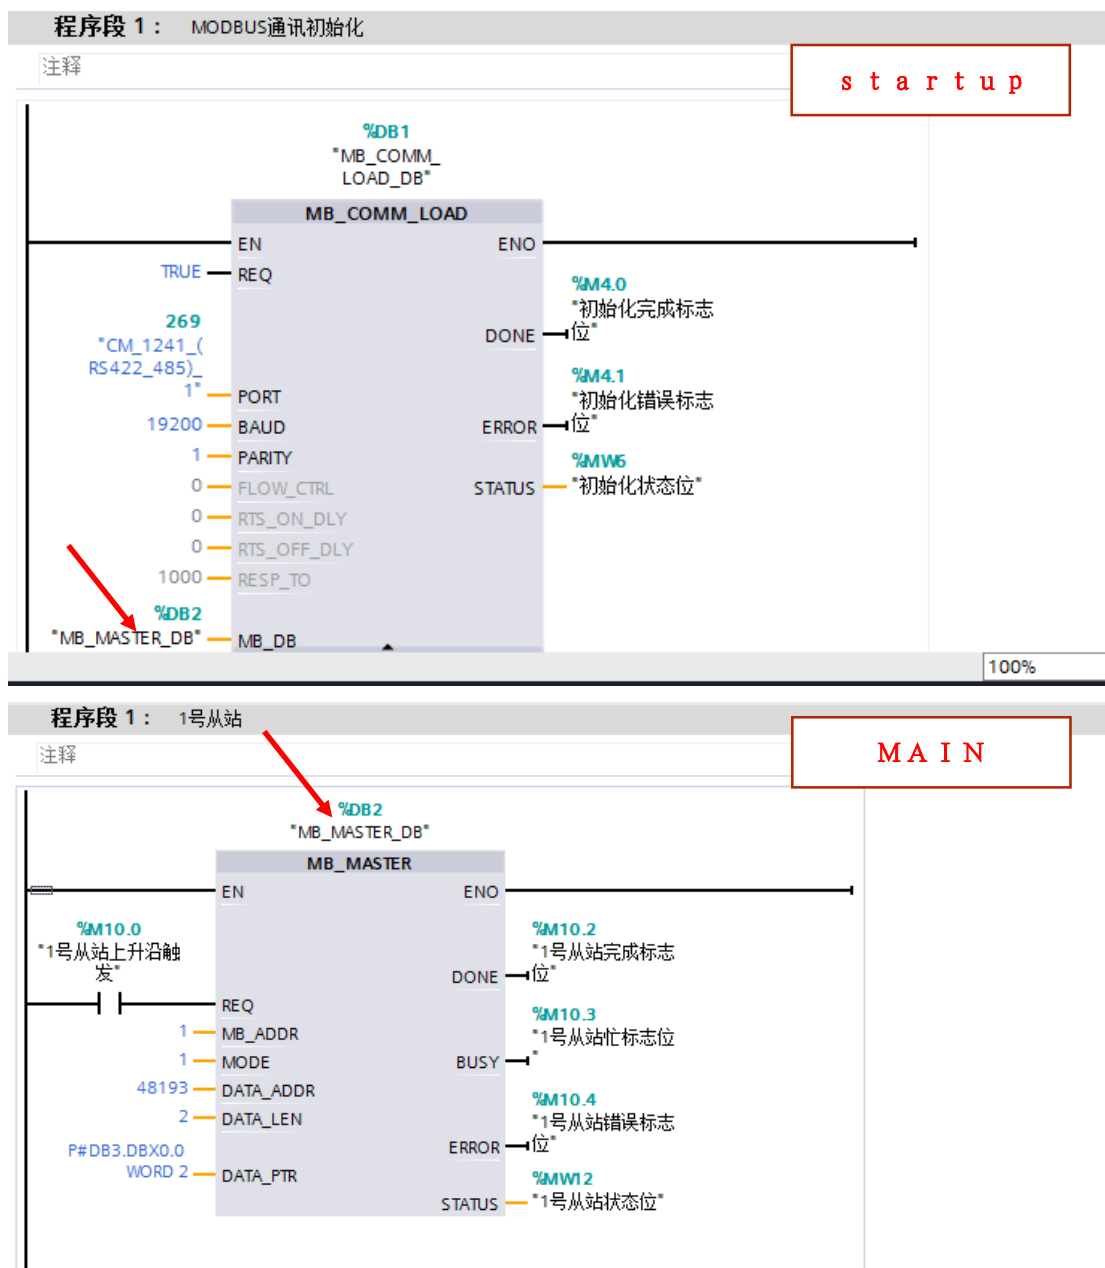 程序段 1： MODBUS通讯初始化
注释
startup
%DB1
"MB_COMM_
LOAD_DB"
MB_COMM_LOAD
EN ENO
TRUE REQ
%M4.0
"初始化完成标志
位"
DONE
269
"CM_1241_(
RS422_485)_
1"
PORT
%M4.1
"初始化错误标志
位"
19200 BAUD ERROR
1 PARITY
%MW6
0 FLOW_CTRL STATUS "初始化状态位"
0 RTS_ON_DLY
0 RTS_OFF_DLY
1000 RESP_TO
%DB2
"MB_MASTER_DB" MB_DB
100%
程序段 1： 1号从站
注释
MAIN
%DB2
"MB_MASTER_DB"
MB_MASTER
EN ENO
%M10.0
"1号从站上升沿触
发"
REQ
%M10.2
"1号从站完成标志
位"
DONE
1 MB_ADDR
%M10.3
"1号从站忙标志位
"
1 MODE BUSY
48193 DATA_ADDR
2 DATA_LEN
%M10.4
"1号从站错误标志
位"
ERROR
P#DB3.DBX0.0
WORD 2 DATA_PTR
%MW12
STATUS "1号从站状态位"